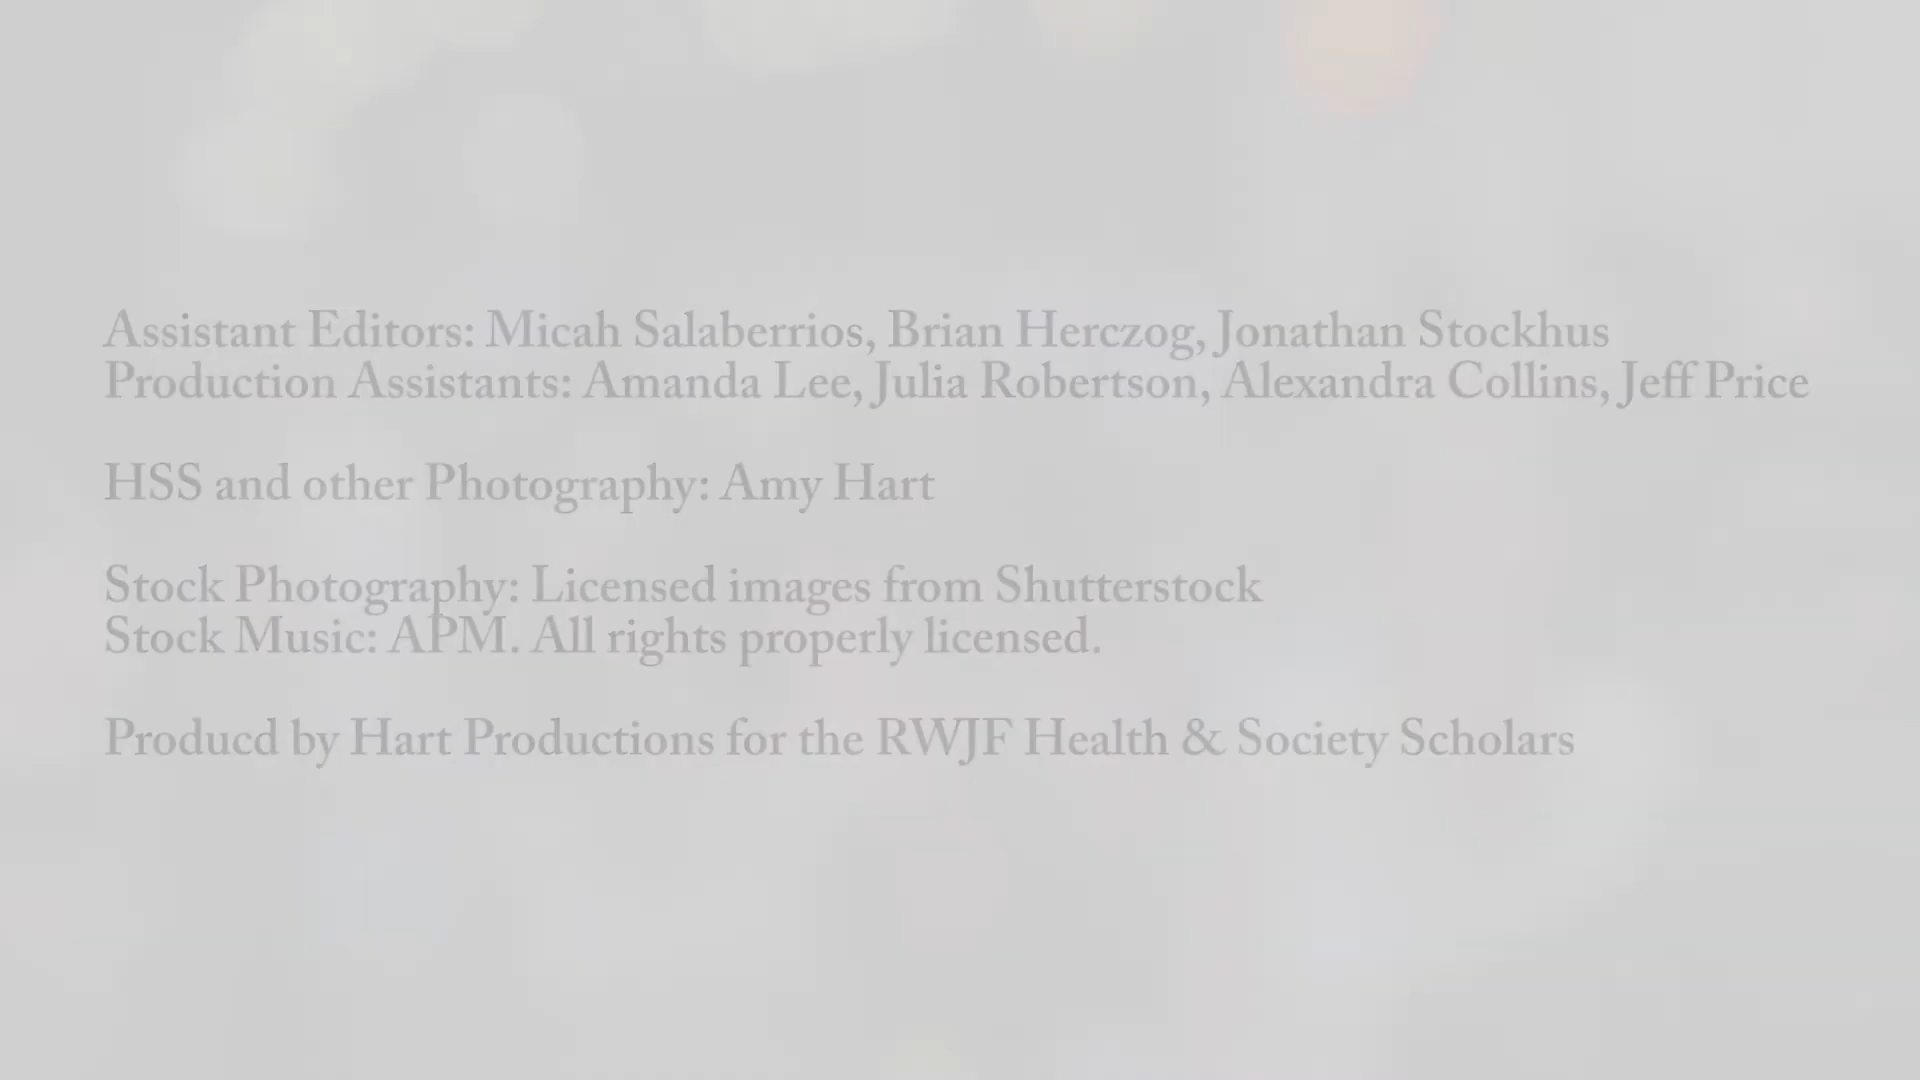 Assistant Editors: Micah Salaberrios, Brian Herczog, Jonathan Stockhus
Production Assistants: Amanda Lee, Julia Robertson, Alexandra Collins, Jeff Price
HSS and other Photography: Amy Hart
Stock Photography: Licensed images from Shutterstock
Stock Music: APM. All rights properly licensed.
Producd by Hart Productions for the RWJF Health & Society Scholars